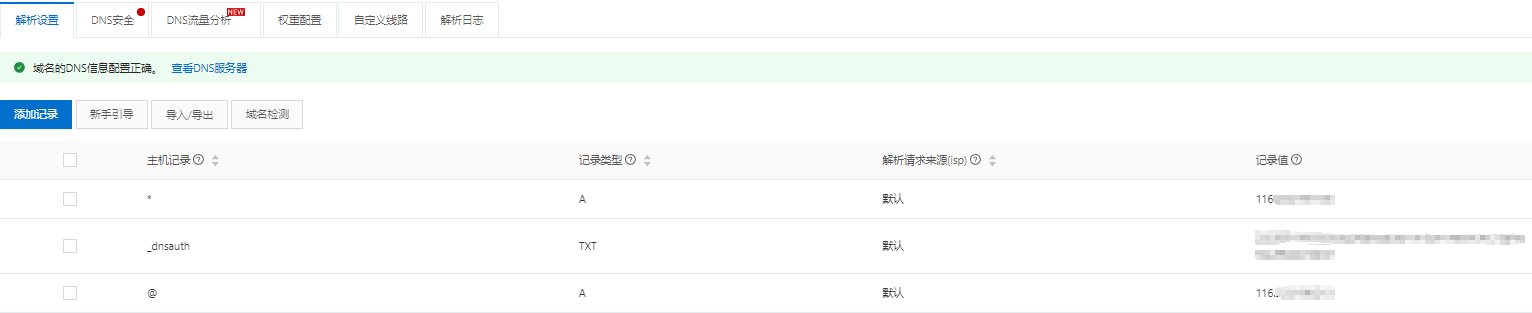 解析设置 DNS安全 DNS流量分析 NEW 权重配置 自定义线路 解析日志
域名的DNS信息配置正确。 查看DNS服务器
添加记录 新手引导 导入/导出 域名检测
主机记录 记录类型 解析请求来源(isp) 记录值
* A 默认 116
_dnsauth TXT 默认
@ A 默认 116.